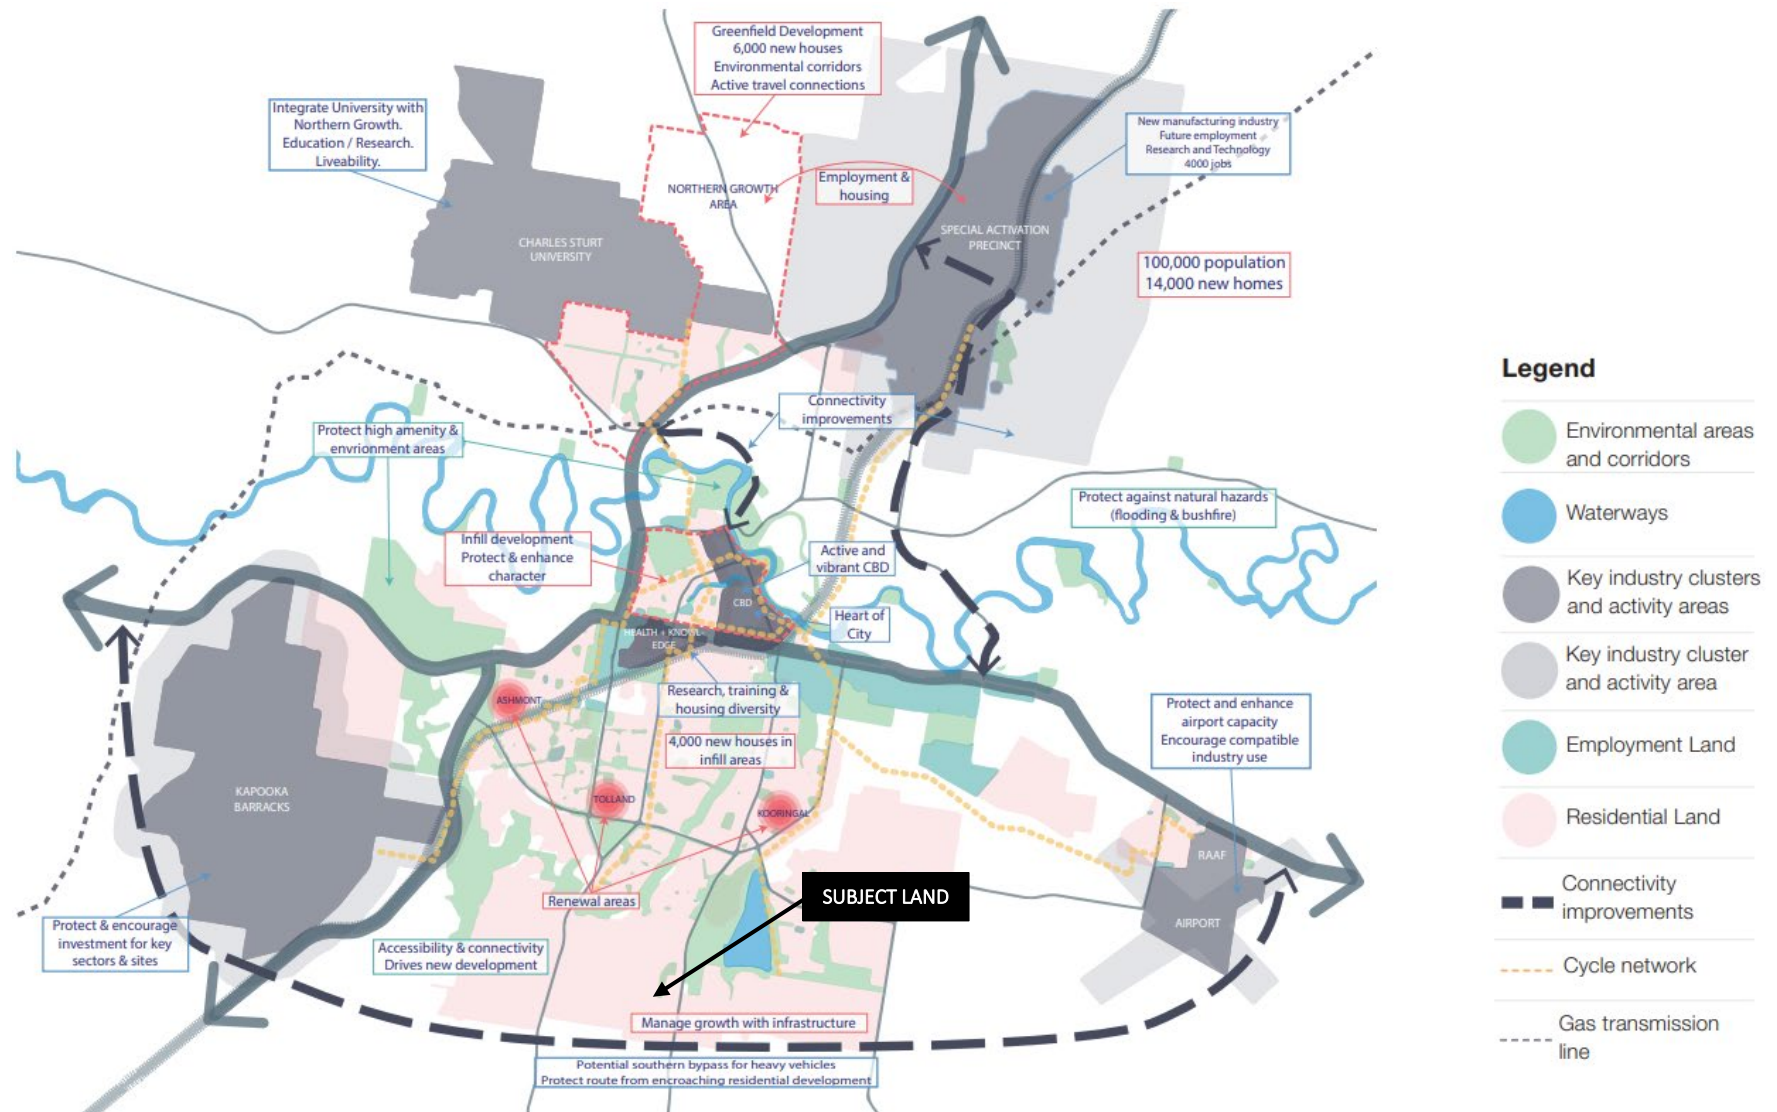 Greenfield Development
6,000 new houses
Environmental corridors
Active travel connections
Integrate University with
Northern Growth.
Education / Research.
Liveability.
New manufacturing industry
Future employment
Research and Technology
4000 jobs
NORTHERN GROWTH
AREA
Employment &
housing
CHARLES STURT
UNIVERSITY
SPECIAL ACTIVATION
PRECINCT
100,000 population
14,000 new homes
Connectivity
improvements
Protect high amenity &
envrionment areas
Protect against natural hazards
(flooding & bushfire)
Infill development
Protect & enhance
character
Active and
vibrant CBD
CBD
Heart of
City
HEALTH + KNOWL-
EDGE
ASHMONT
Research, training &
housing diversity
Protect and enhance
airport capacity
Encourage compatible
industry use
4,000 new houses in
infill areas
KAPOOKA
BARRACKS
TOLLAND
KOORINGAL
RAAF
AIRPORT
Renewal areas
SUBJECT LAND
Protect & encourage
investment for key
sectors & sites
Accessibility & connectivity
Drives new development
Manage growth with infrastructure
Potential southern bypass for heavy vehicles
Protect route from encroaching residential development
Legend
Environmental areas
and corridors
Waterways
Key industry clusters
and activity areas
Key industry cluster
and activity area
Employment Land
Residential Land
Connectivity
improvements
Cycle network
Gas transmission
line